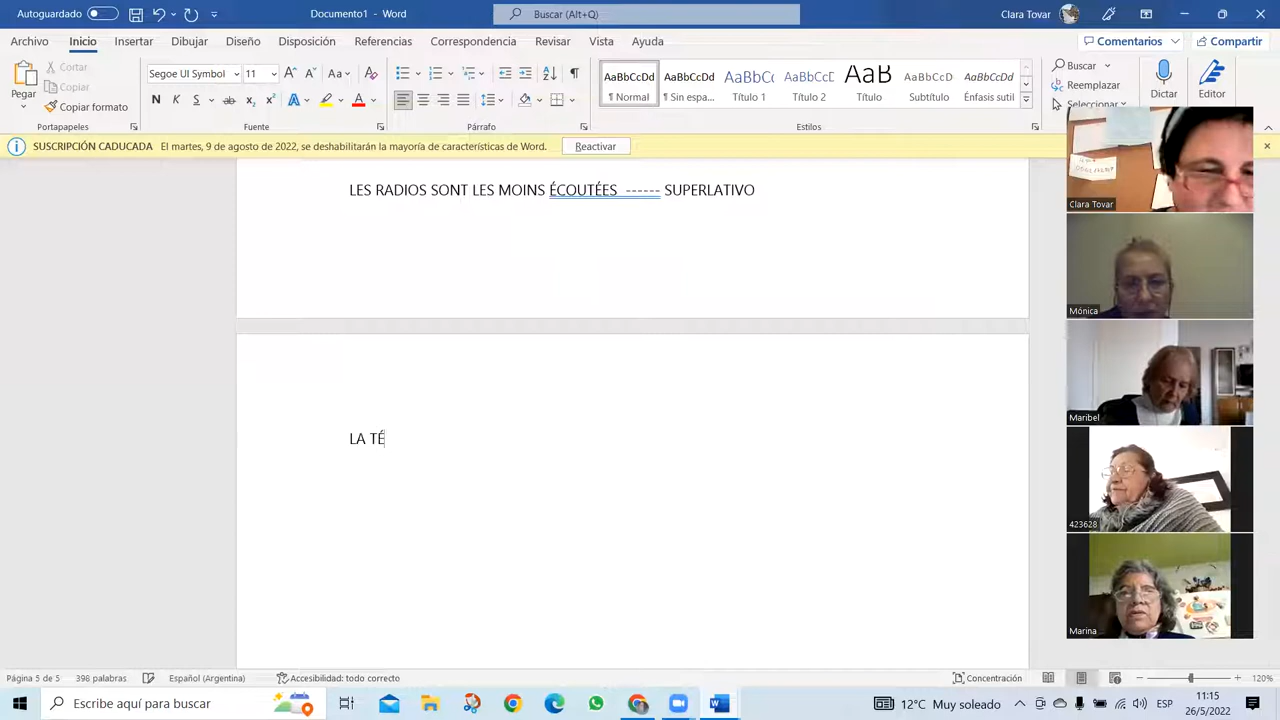 Autoguardado
Documento1 - Word
Buscar (Alt+Q)
Clara Tovar
Archivo Inicio Insertar Dibujar Diseño Disposición Referencias Correspondencia Revisar Vista Ayuda
Comentarios Compartir
Pegar
Cortar
Copiar
Copiar formato
Portapapeles
Segoe UI Symbol 11
Fuente
Párrafo
AaBbCcDd ¶ Normal
AaBbCcDd ¶ Sin espa...
AaBbCc Título 1
AaBbCcD Título 2
AaB Título
AaBbCcD Subtítulo
AaBbCcDd Énfasis sutil
Estilos
Buscar
Reemplazar
Seleccionar
Dictar
Editor
SUSCRIPCIÓN CADUCADA El martes, 9 de agosto de 2022, se deshabilitarán la mayoría de características de Word. Reactivar
LES RADIOS SONT LES MOINS ÉCOUTÉES ------ SUPERLATIVO
LA TÉ
Clara Tovar
Mónica
Maribel
423628
Marina
Página 5 de 5 398 palabras Español (Argentina) Accesibilidad: todo correcto
Concentración 120%
Escribe aquí para buscar
12°C Muy soleado
ESP
11:15
26/5/2022